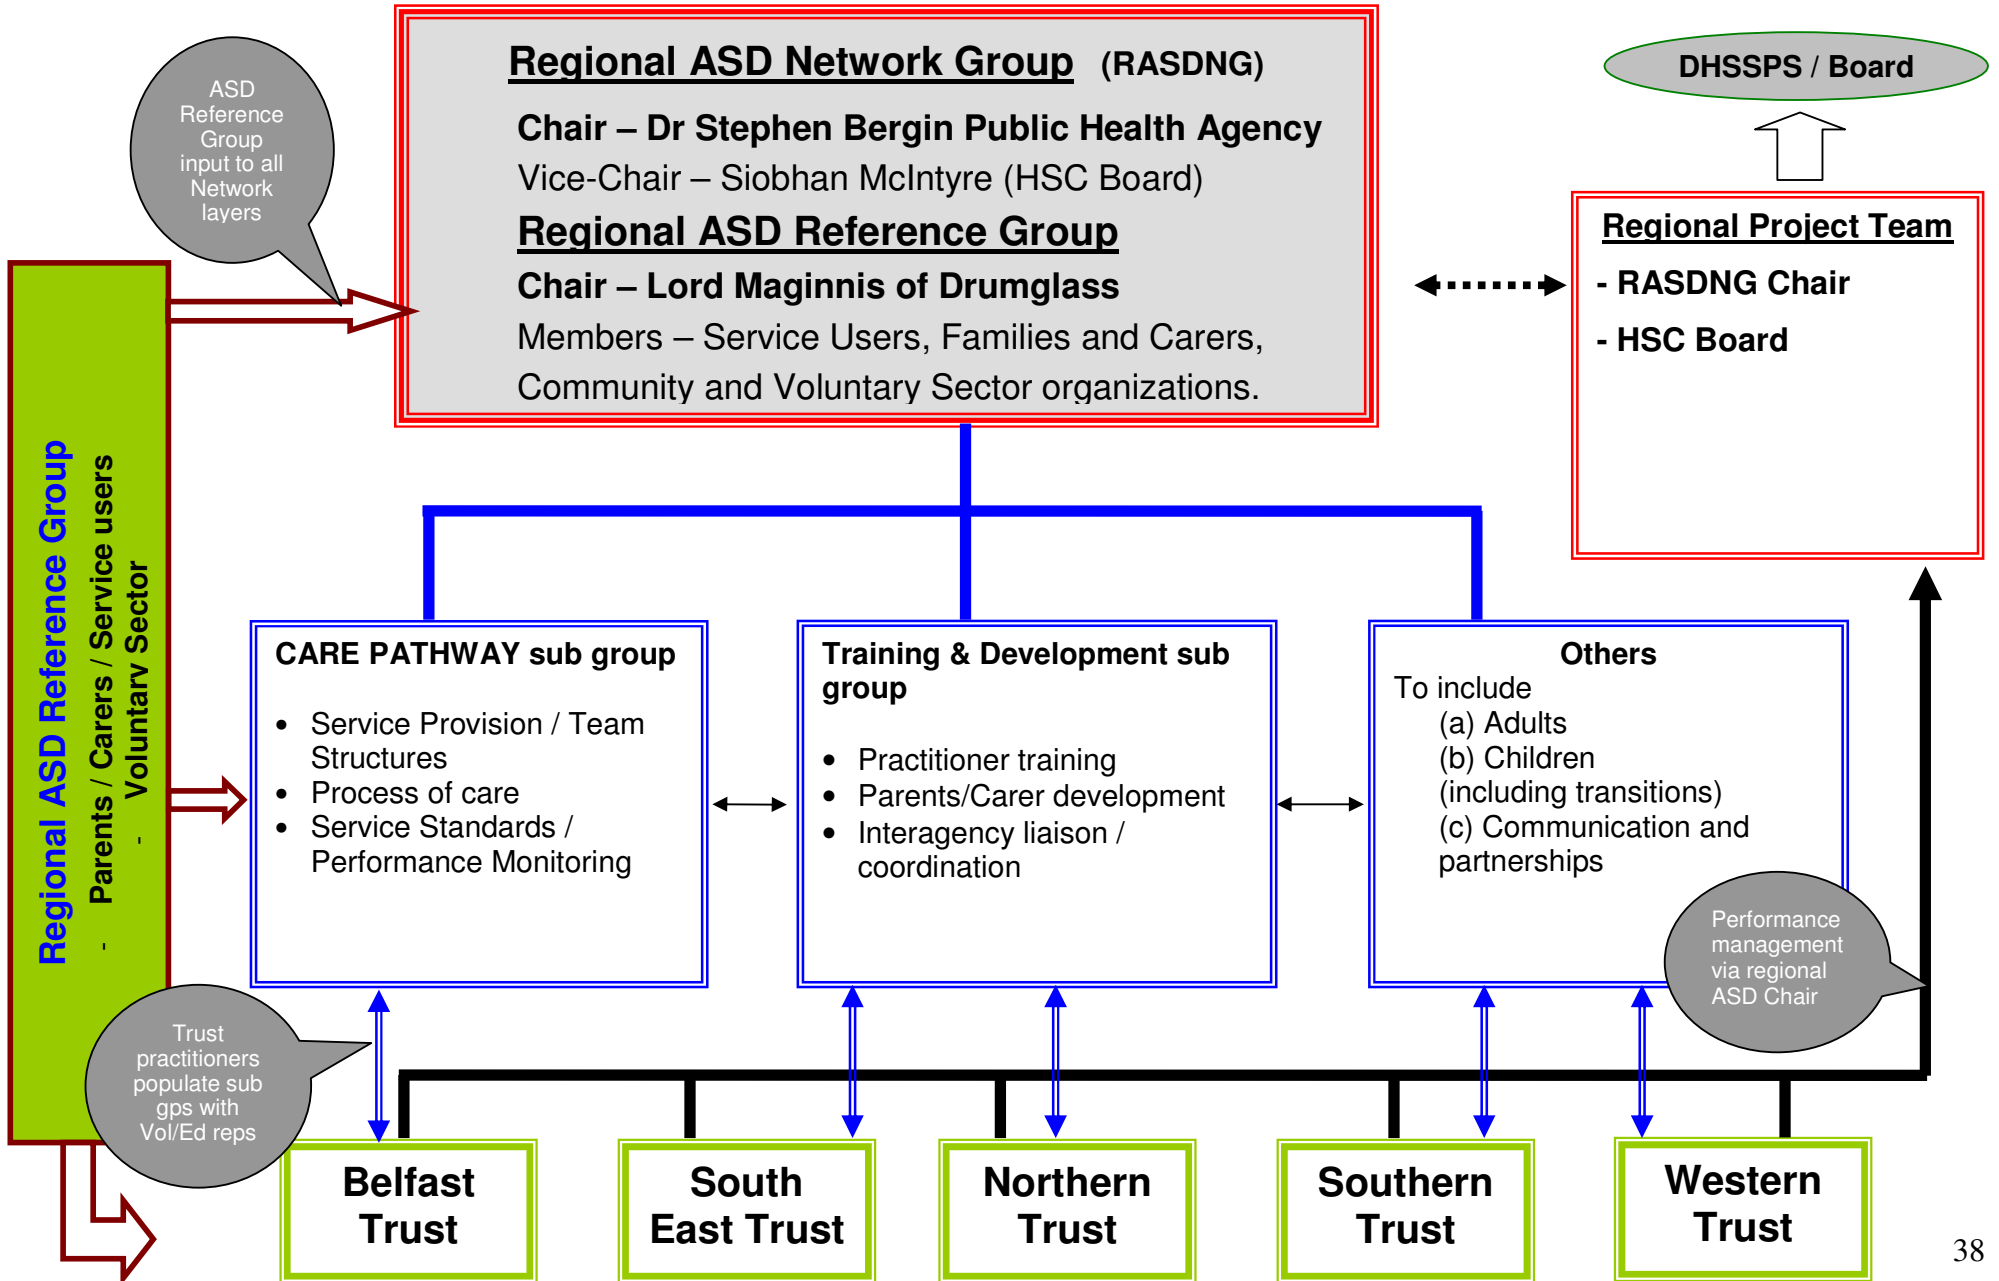 ASD
Reference
Group
input to all
Network
layers
Regional ASD Network Group (RASDNG)
Chair – Dr Stephen Bergin Public Health Agency
Vice-Chair – Siobhan McIntyre (HSC Board)
Regional ASD Reference Group
Chair – Lord Maginnis of Drumglass
Members – Service Users, Families and Carers,
Community and Voluntary Sector organizations.
DHSSPS / Board
Regional Project Team
- RASDNG Chair
- HSC Board
Regional ASD Reference Group
- Parents / Carers / Service users
- Voluntary Sector
CARE PATHWAY sub group
• Service Provision / Team
Structures
• Process of care
• Service Standards /
Performance Monitoring
Training & Development sub
group
• Practitioner training
• Parents/Carer development
• Interagency liaison /
coordination
Others
To include
(a) Adults
(b) Children
(including transitions)
(c) Communication and
partnerships
Performance
management
via regional
ASD Chair
Trust
practitioners
populate sub
gps with
Vol/Ed reps
Belfast
Trust
South
East Trust
Northern
Trust
Southern
Trust
Western
Trust
38